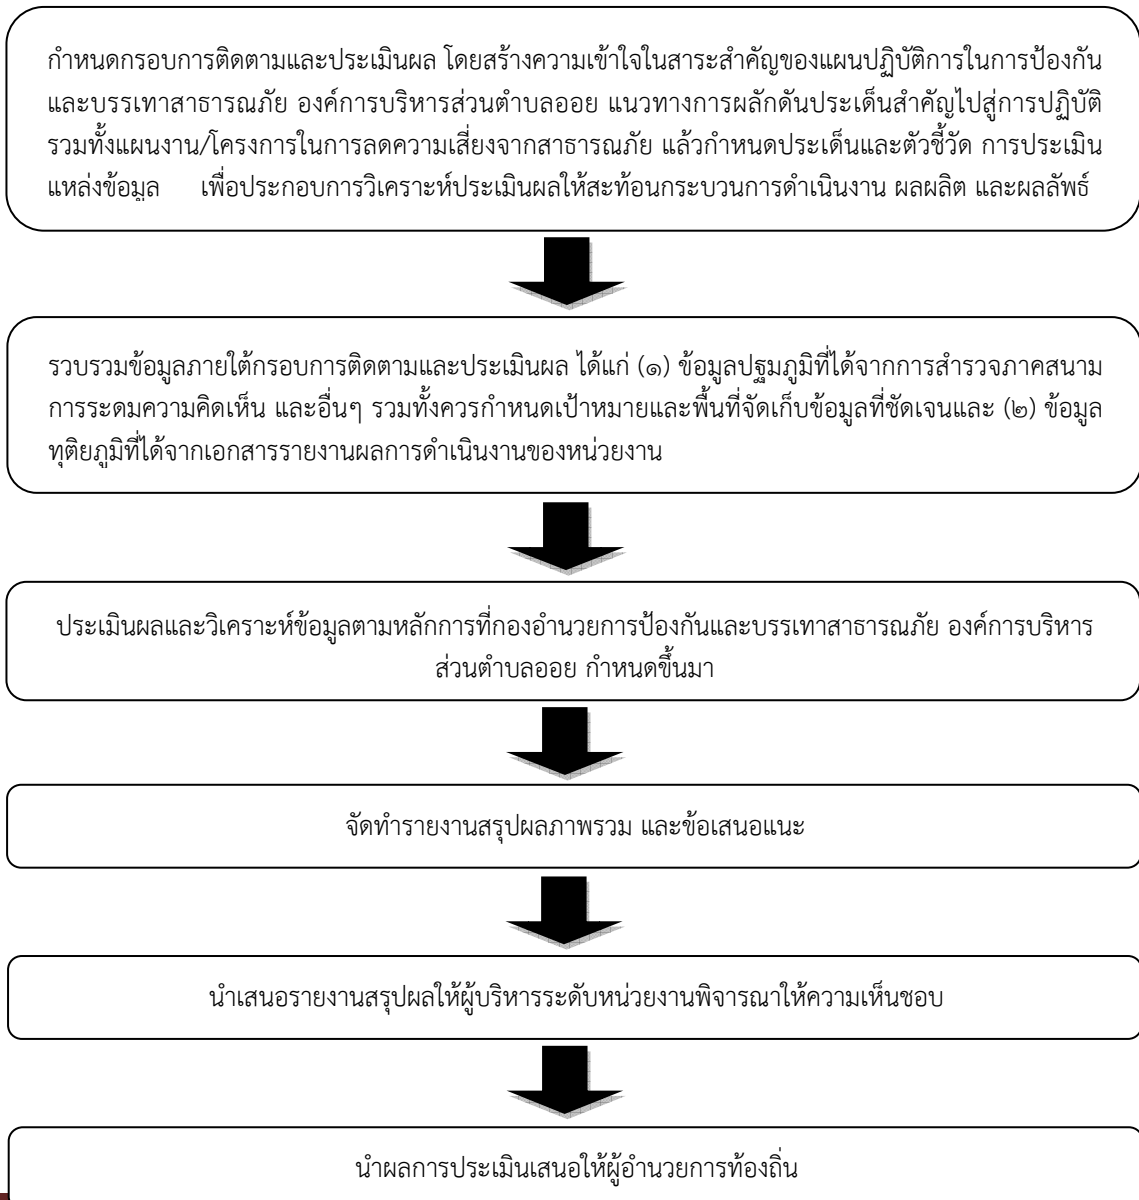 กำหนดกรอบการติดตามและประเมินผล โดยสร้างความเข้าใจในสาระสำคัญของแผนปฏิบัติการในการป้องกัน
และบรรเทาสาธารณภัย องค์การบริหารส่วนตำบลออย แนวทางการผลักดันประเด็นสำคัญไปสู่การปฏิบัติ
รวมทั้งแผนงาน/โครงการในการลดความเสี่ยงจากสาธารณภัย แล้วกำหนดประเด็นและตัวชี้วัด การประเมิน
แหล่งข้อมูล เพื่อประกอบการวิเคราะห์ประเมินผลให้สะท้อนกระบวนการดำเนินงาน ผลผลิต และผลลัพธ์
รวบรวมข้อมูลภายใต้กรอบการติดตามและประเมินผล ได้แก่ (๑) ข้อมูลปฐมภูมิที่ได้จากการสำรวจภาคสนาม
การระดมความคิดเห็น และอื่นๆ รวมทั้งควรกำหนดเป้าหมายและพื้นที่จัดเก็บข้อมูลที่ชัดเจนและ (๒) ข้อมูล
ทุติยภูมิที่ได้จากเอกสารรายงานผลการดำเนินงานของหน่วยงาน
ประเมินผลและวิเคราะห์ข้อมูลตามหลักการที่กองอำนวยการป้องกันและบรรเทาสาธารณภัย องค์การบริหาร
ส่วนตำบลออย กำหนดขึ้นมา
จัดทำรายงานสรุปผลภาพรวม และข้อเสนอแนะ
นำเสนอรายงานสรุปผลให้ผู้บริหารระดับหน่วยงานพิจารณาให้ความเห็นชอบ
นำผลการประเมินเสนอให้ผู้อำนวยการท้องถิ่น